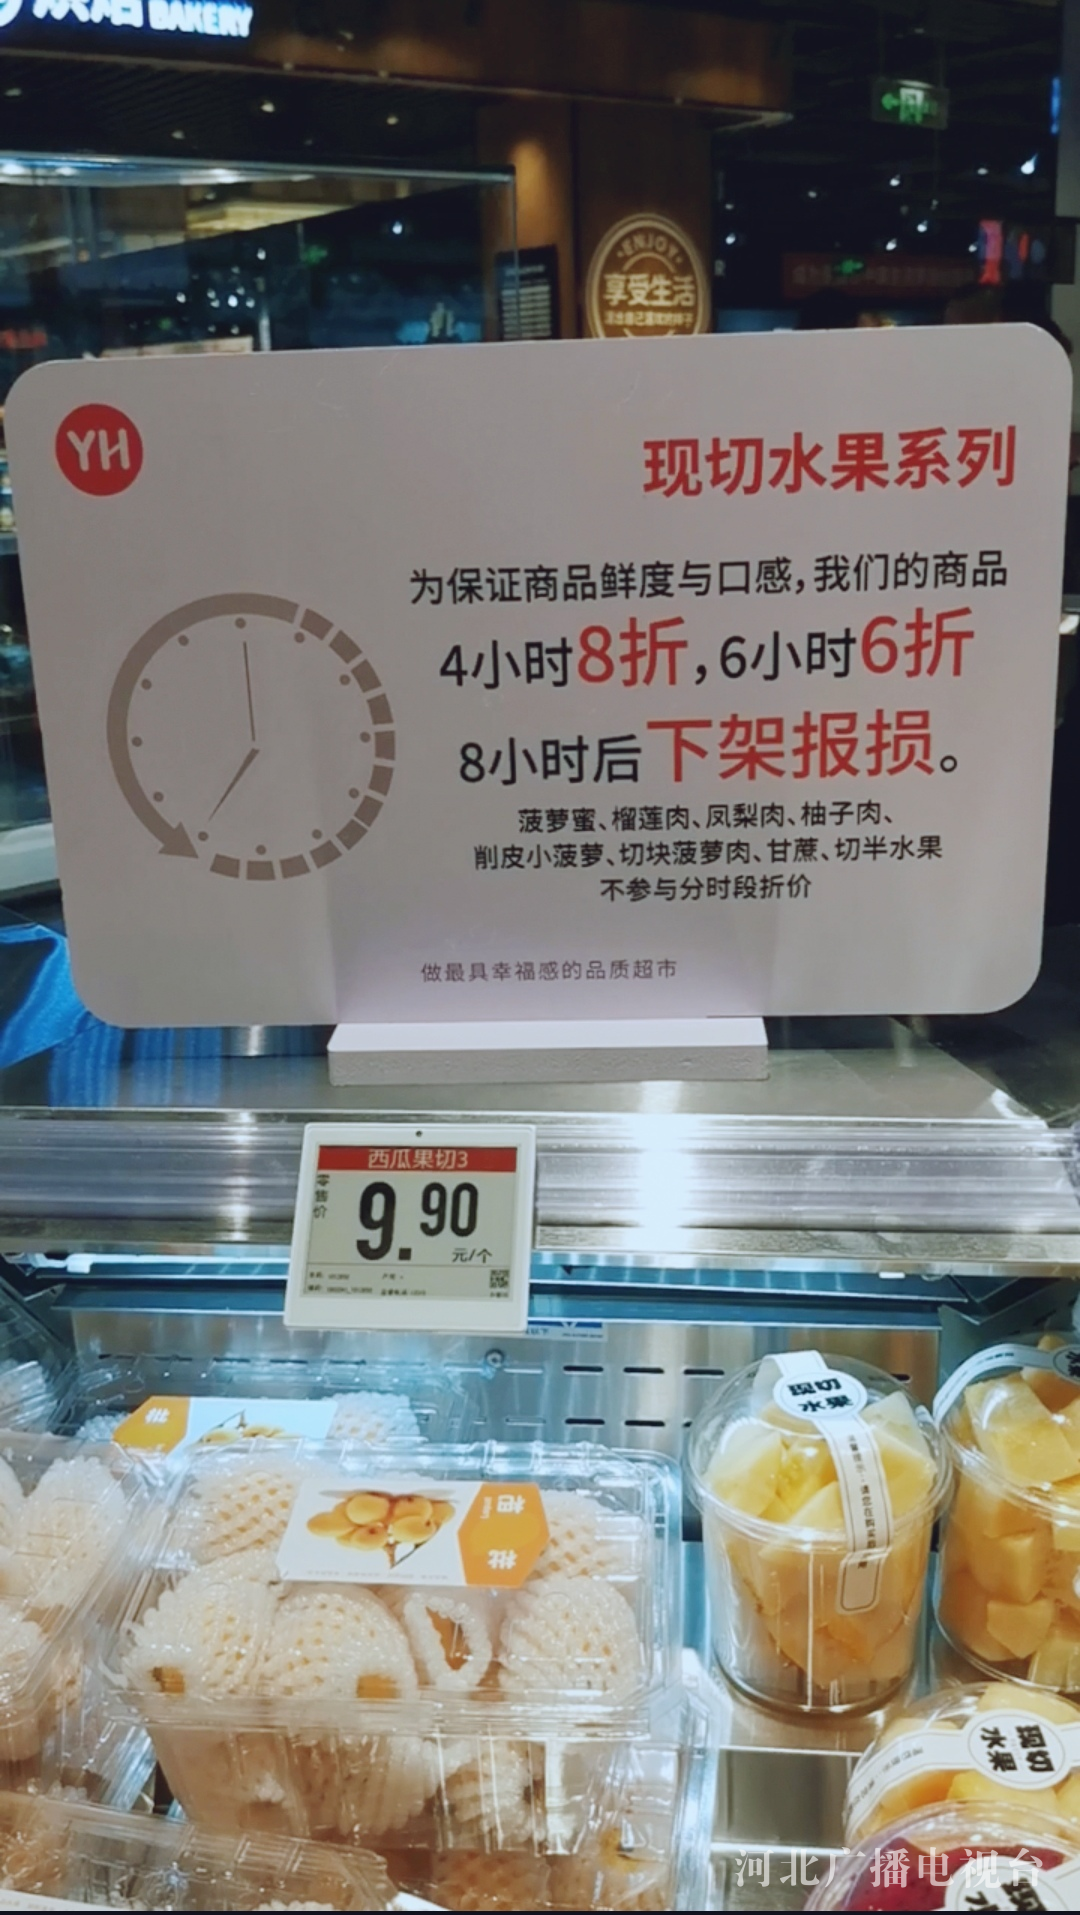 BAKERY
ENJOY
享受生活
YH
现切水果系列
为保证商品鲜度与口感,我们的商品
4小时8折,6小时6折
8小时后下架报损。
菠萝蜜、榴莲肉、凤梨肉、柚子肉、
削皮小菠萝、切块菠萝肉、甘蔗、切半水果
不参与分时段折价
做最具幸福感的品质超市
西瓜果切3
零售价
9.90
元/个
枇
枇杷
现切
水果
现切
水果
现切
河北广播电视台